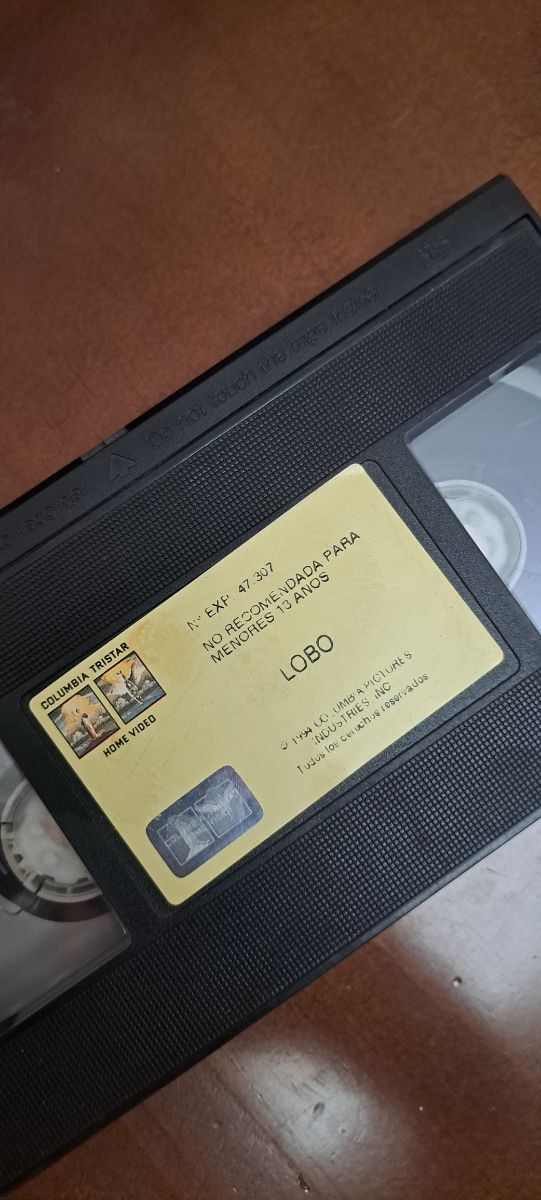 VHS
Do not touch the tape inside
COLUMBIA TRISTAR
HOME VIDEO
Nº EXP. 47.307
NO RECOMENDADA PARA
MENORES 13 AÑOS
LOBO
© 1994 COLUMBIA PICTURES
INDUSTRIES, INC
Todos los derechos reservados